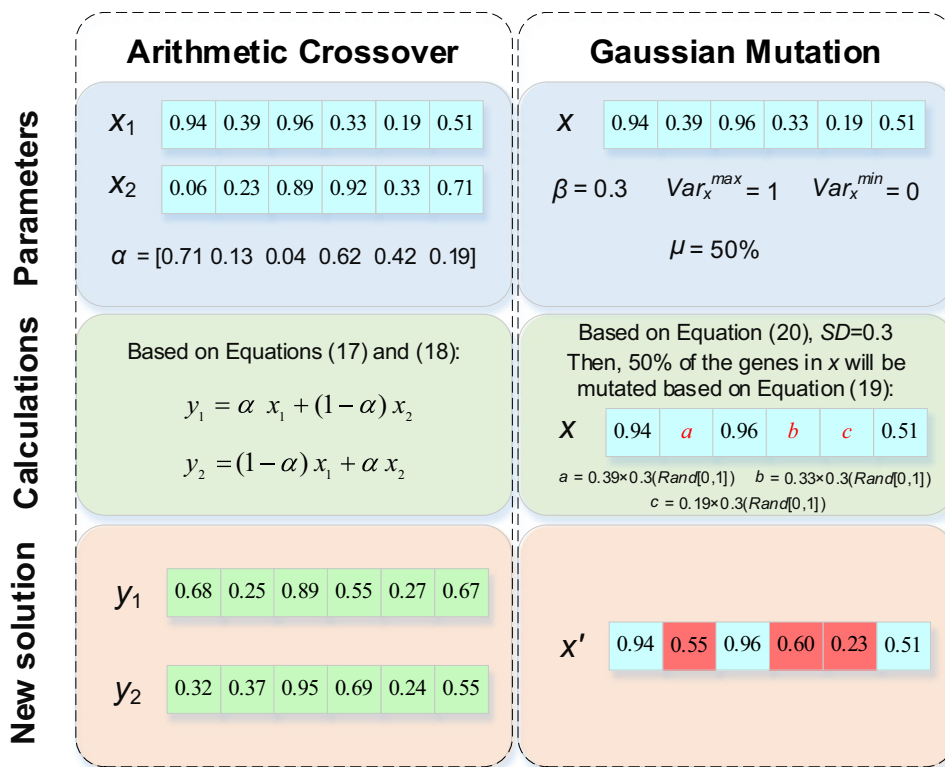 Arithmetic Crossover
Gaussian Mutation
Parameters
x1 0.94 0.39 0.96 0.33 0.19 0.51
x2 0.06 0.23 0.89 0.92 0.33 0.71
α = [0.71 0.13 0.04 0.62 0.42 0.19]
x 0.94 0.39 0.96 0.33 0.19 0.51
β = 0.3 Var_x^max = 1 Var_x^min = 0
μ = 50%
Calculations
Based on Equations (17) and (18):
y1 = α x1 + (1 − α) x2
y2 = (1 − α) x1 + α x2
Based on Equation (20), SD=0.3
Then, 50% of the genes in x will be
mutated based on Equation (19):
x 0.94 a 0.96 b c 0.51
a = 0.39×0.3(Rand[0,1]) b = 0.33×0.3(Rand[0,1])
c = 0.19×0.3(Rand[0,1])
New solution
y1 0.68 0.25 0.89 0.55 0.27 0.67
y2 0.32 0.37 0.95 0.69 0.24 0.55
x' 0.94 0.55 0.96 0.60 0.23 0.51